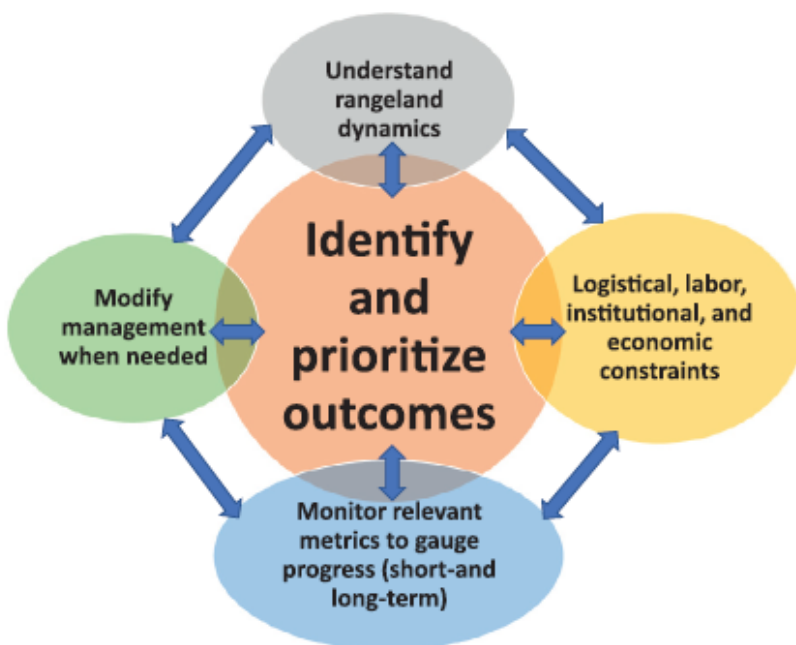 Understand
rangeland
dynamics
Identify
and
prioritize
outcomes
Modify
management
when needed
Logistical, labor,
institutional, and
economic
constraints
Monitor relevant
metrics to gauge
progress (short-and
long-term)